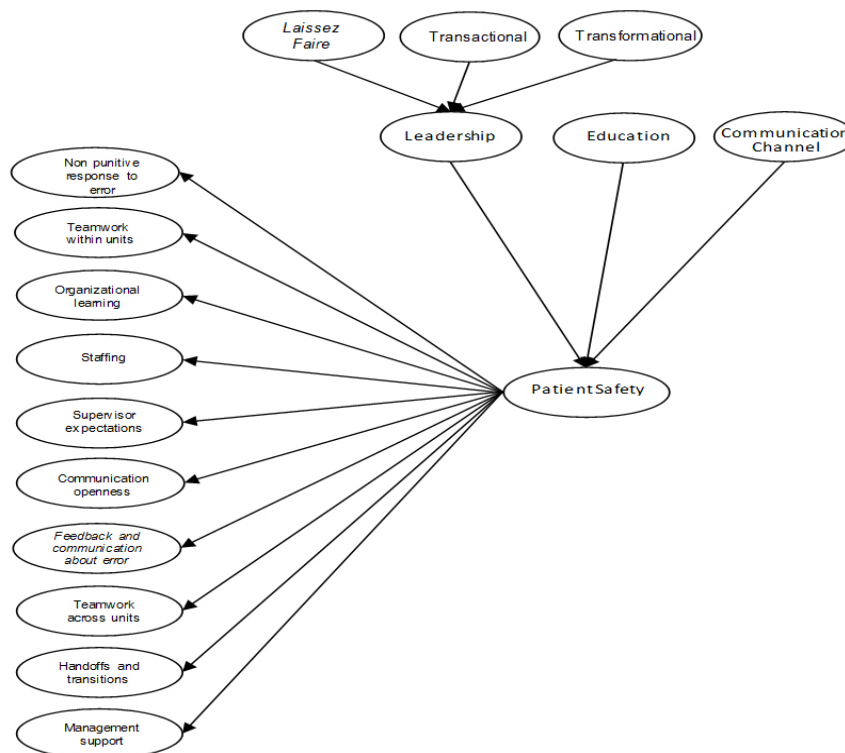 Laissez
Faire
Transactional
Transformational
Leadership
Education
Communication
Channel
Non punitive
response to
error
Teamwork
within units
Organizational
learning
Staffing
Patient Safety
Supervisor
expectations
Communication
openness
Feedback and
communication
about error
Teamwork
across units
Handoffs and
transitions
Management
support